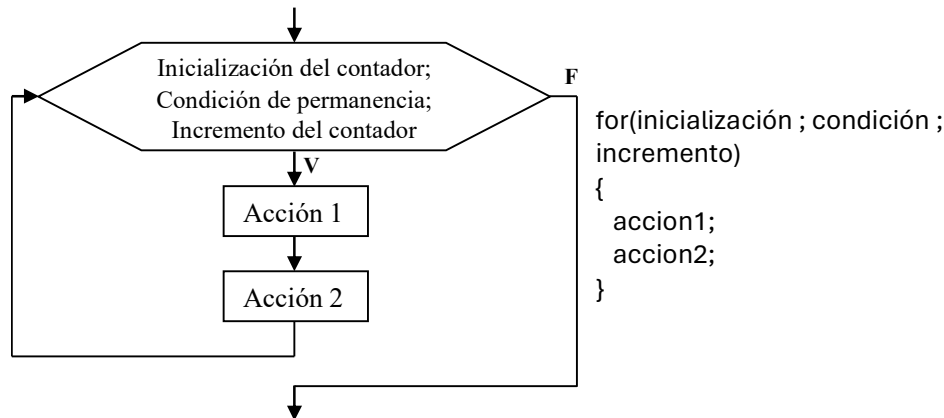 Inicialización del contador;
Condición de permanencia;
Incremento del contador
F
V
Acción 1
Acción 2
for(inicialización ; condición ;
incremento)
{
accion1;
accion2;
}